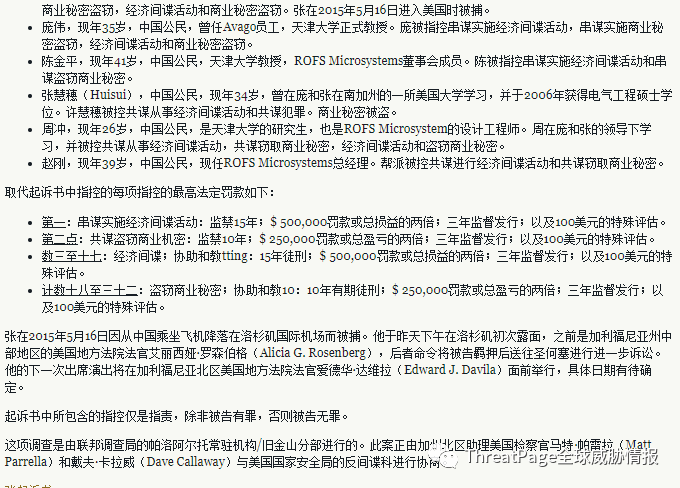 商业秘密盗窃，经济间谍活动和商业秘密盗窃。张在2015年5月16日进入美国时被捕。
庞伟，现年35岁，中国公民，曾任Avago员工，天津大学正式教授。庞被指控串谋实施经济间谍活动，串谋实施商业秘
密盗窃，经济间谍活动和商业秘密盗窃。
陈金平，现年41岁，中国公民，天津大学教授，ROFS Microsystems董事会成员。陈被指控串谋实施经济间谍活动和串
谋盗窃商业秘密。
张慧穗（Huisui），中国公民，现年34岁，曾在庞和张在南加州的一所美国大学学习，并于2006年获得电气工程硕士学
位。许慧穗被控共谋从事经济间谍活动和共谋犯罪。商业秘密被盗。
周冲，现年26岁，中国公民，是天津大学的研究生，也是ROFS Microsystem的设计工程师。周在庞和张的领导下学
习，并被控共谋从事经济间谍活动，共谋窃取商业秘密，经济间谍活动和盗窃商业秘密。
赵刚，现年39岁，中国公民，现任ROFS Microsystems总经理。帮派被控共谋进行经济间谍活动和共谋窃取商业秘密。
取代起诉书中指控的每项指控的最高法定罚款如下：
第一：串谋实施经济间谍活动：监禁15年；$ 500,000罚款或总损益的两倍；三年监督发行；以及100美元的特殊评估。
第二点：共谋盗窃商业机密：监禁10年；$ 250,000罚款或总盈亏的两倍；三年监督发行；以及100美元的特殊评估。
数三至十七：经济间谍；协助和教tting：15年徒刑；$ 500,000罚款或总损益的两倍；三年监督发行；以及100美元的特
殊评估。
计数十八至三十二：盗窃商业秘密；协助和教10：10年有期徒刑；$ 250,000罚款或总盈亏的两倍；三年监督发行；以
及100美元的特殊评估。
张在2015年5月16日因从中国乘坐飞机降落在洛杉矶国际机场而被捕。他于昨天下午在洛杉矶初次露面，之前是加利福尼亚州中
部地区的美国地方法院法官艾丽西娅·罗森伯格（Alicia G. Rosenberg），后者命令将被告羁押后送往圣何塞进行进一步诉讼。
他的下一次出席演出将在加利福尼亚北区美国地方法院法官爱德华·达维拉（Edward J. Davila）面前举行，具体日期有待确
定。
起诉书中所包含的指控仅是指责，除非被告有罪，否则被告无罪。
这项调查是由联邦调查局的帕洛阿尔托常驻机构/旧金山分部进行的。此案正由加州北区助理美国检察官马特·帕雷拉（Matt
Parrella）和戴夫·卡拉威（Dave Callaway）与美国国家安全局的反间谍科进行协
ThreatPage全球威胁情报